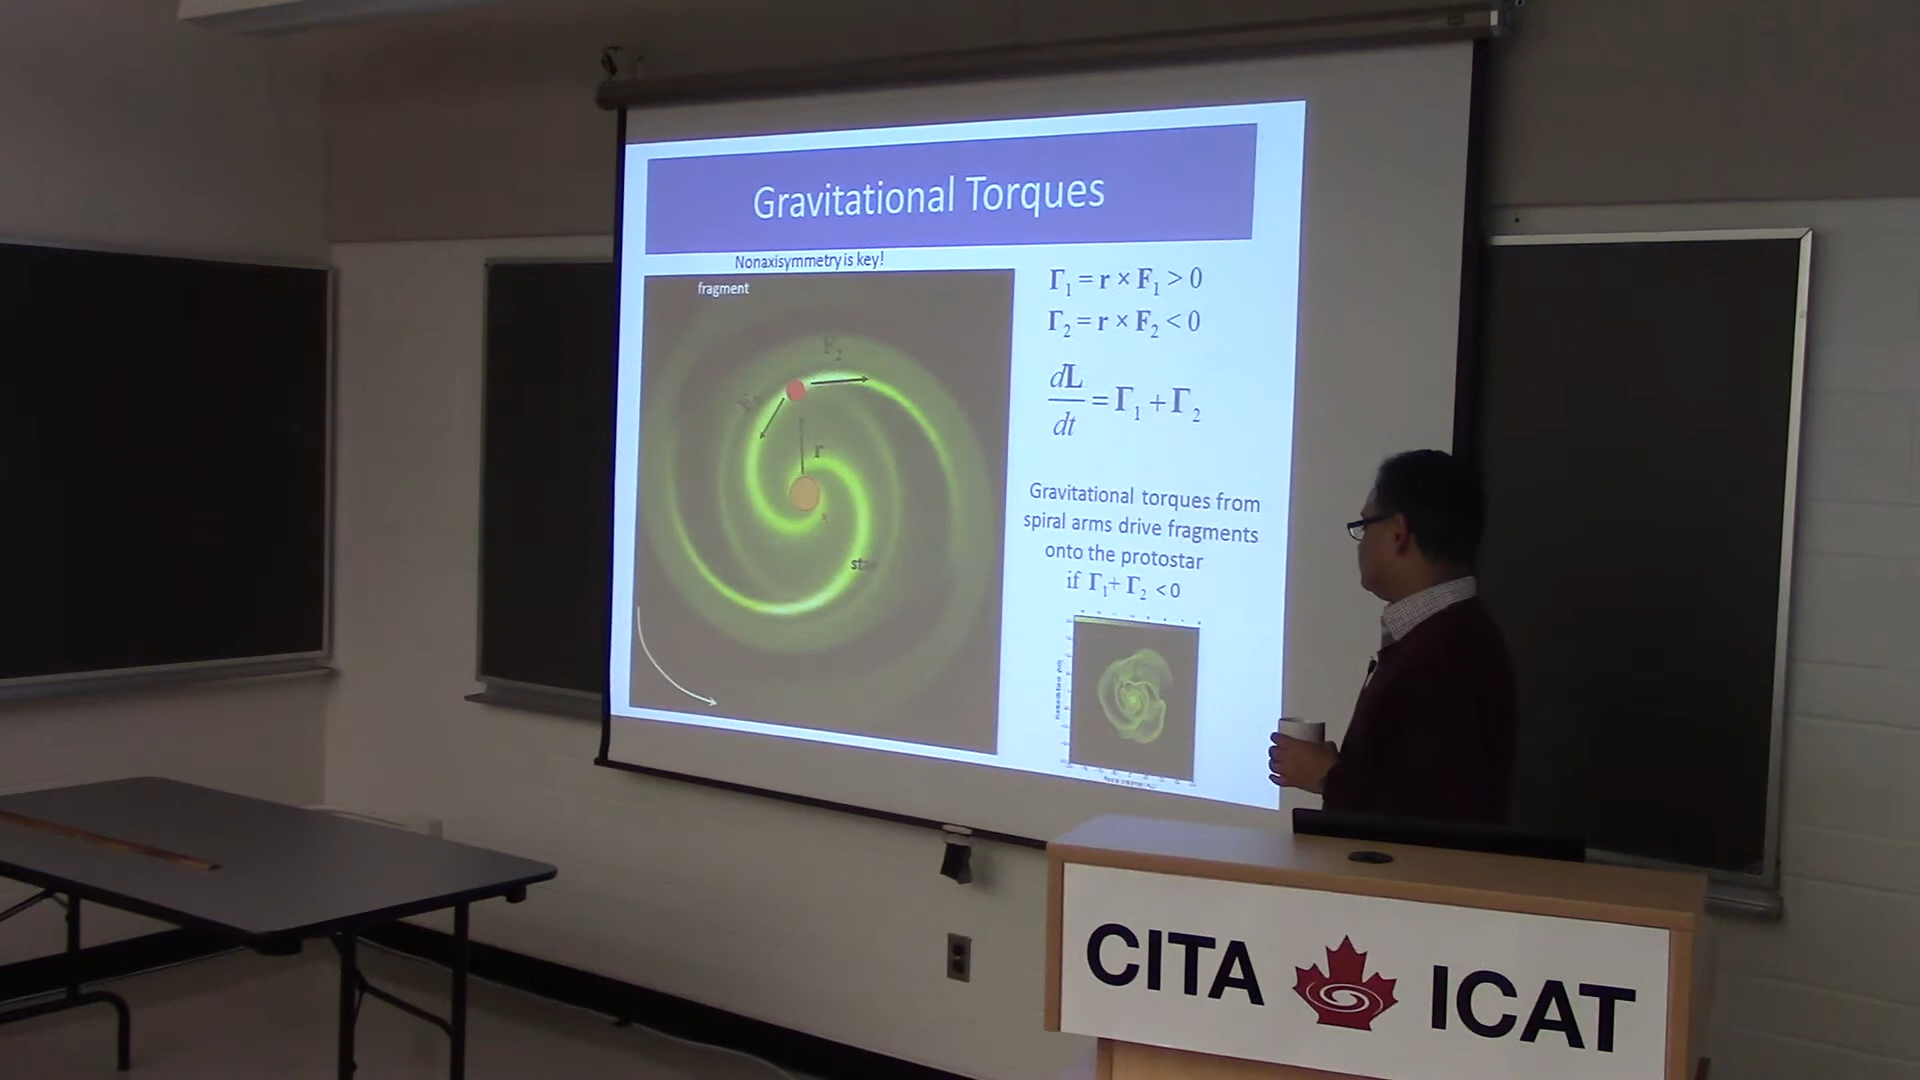 Gravitational Torques
Nonaxisymmetry is key!
fragment
F₂
F₁
r
Γ₁ = r × F₁ > 0
Γ₂ = r × F₂ < 0
dL
dt
= Γ₁ + Γ₂
Gravitational torques from
spiral arms drive fragments
onto the protostar
if Γ₁+ Γ₂ < 0
CITA ICAT